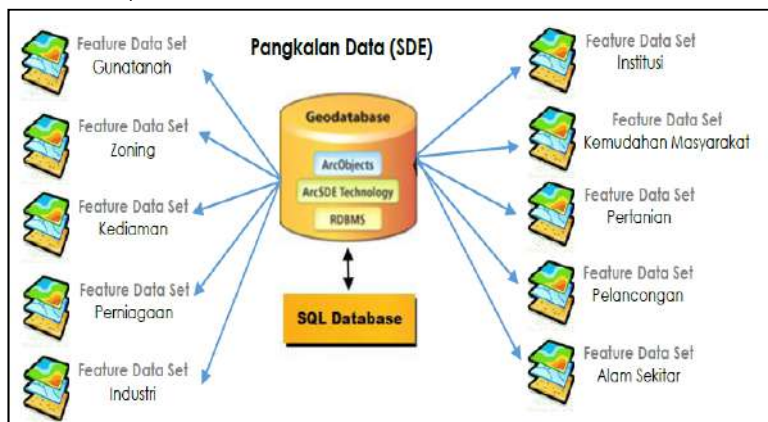 Pangkalan Data (SDE)
Feature Data Set
Gunatanah
Feature Data Set
Zoning
Feature Data Set
Kediaman
Feature Data Set
Perniagaan
Feature Data Set
Industri
Geodatabase
ArcObjects
ArcSDE Technology
RDBMS
SQL Database
Feature Data Set
Institusi
Feature Data Set
Kemudahan Masyarakat
Feature Data Set
Pertanian
Feature Data Set
Pelancongan
Feature Data Set
Alam Sekitar